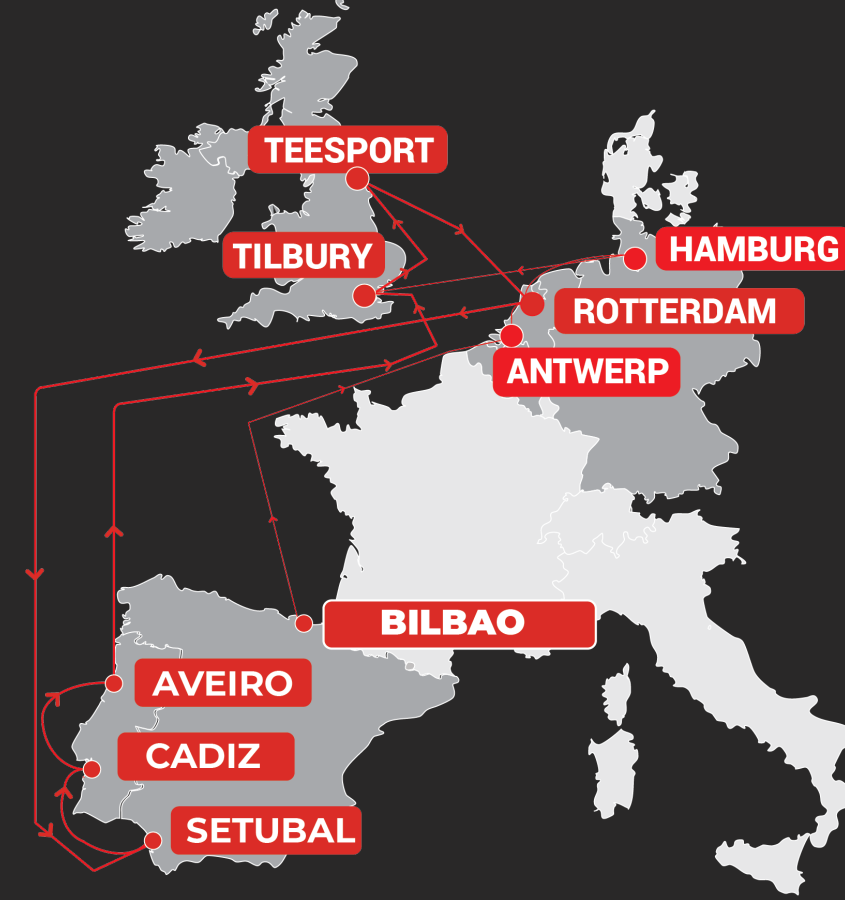 TEESPORT
TILBURY
HAMBURG
ROTTERDAM
ANTWERP
BILBAO
AVEIRO
CADIZ
SETUBAL